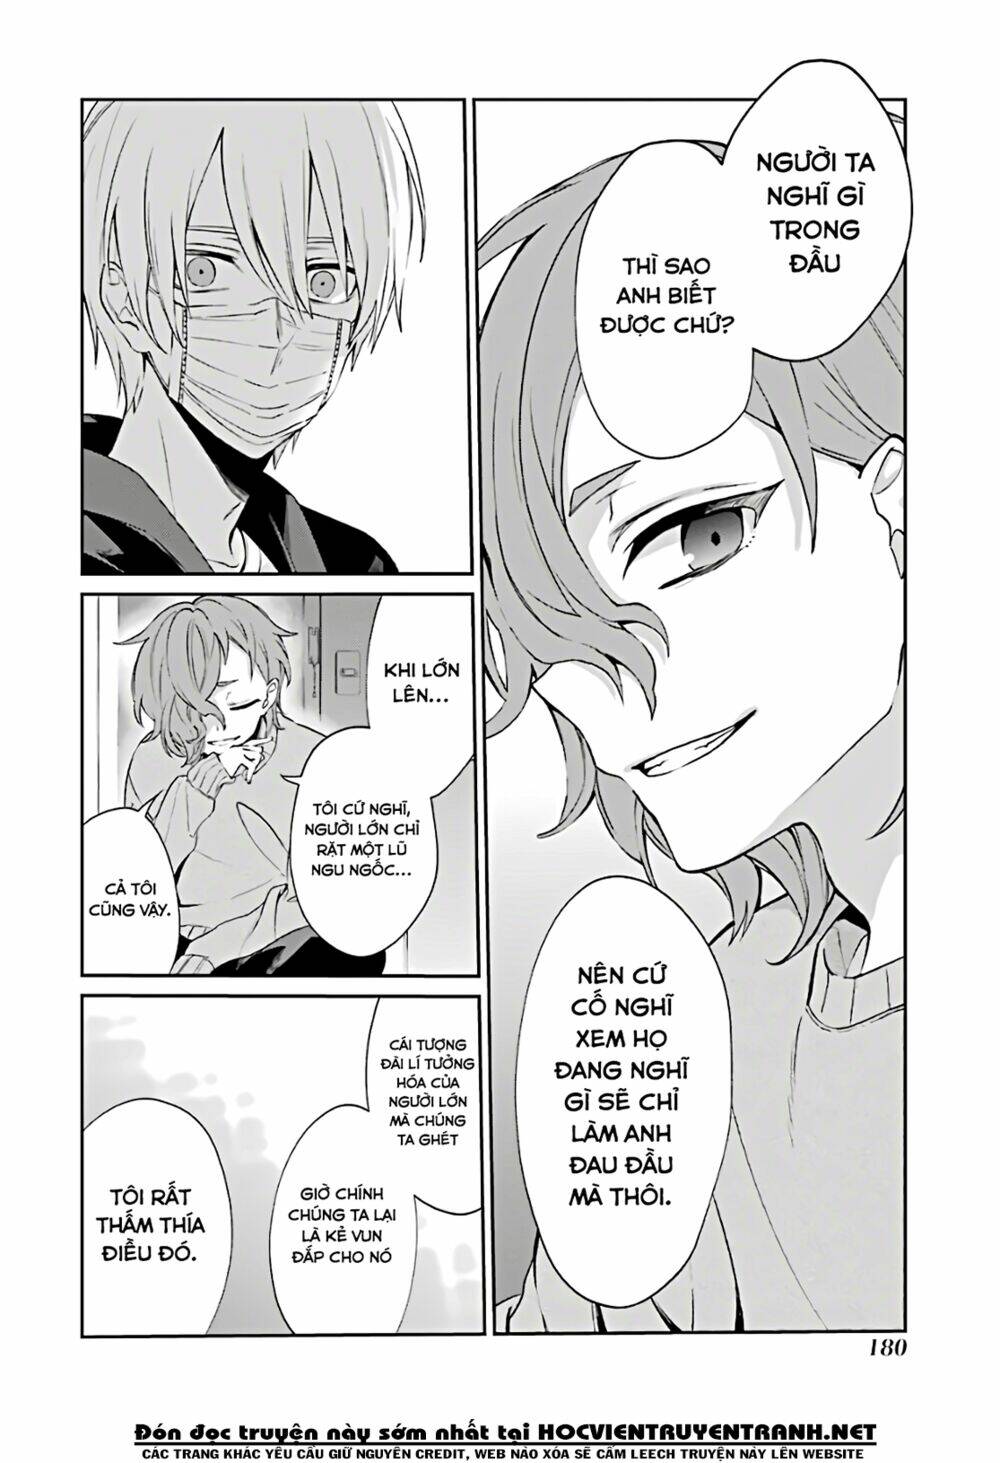 NGƯỜI TA
NGHĨ GÌ
TRONG
ĐẦU
THÌ SAO
ANH BIẾT
ĐƯỢC CHỨ?
NÊN CỨ
CỐ NGHĨ
XEM HỌ
ĐANG NGHĨ
GÌ SẼ CHỈ
LÀM ANH
ĐAU ĐẦU
MÀ THÔI.
KHI LỚN
LÊN...
TÔI CỨ NGHĨ,
NGƯỜI LỚN CHỈ
RẶT MỘT LŨ
NGU NGỐC...
CẢ TÔI
CŨNG VẬY.
CÁI TƯỢNG
ĐÀI LÍ TƯỞNG
HÓA CỦA
NGƯỜI LỚN
MÀ CHÚNG
TA GHÉT
GIỜ CHÍNH
CHÚNG TA LẠI
LÀ KẺ VUN
ĐẮP CHO NÓ
TÔI RẤT
THẤM THÍA
ĐIỀU ĐÓ.
180
Đón đọc truyện này sớm nhất tại HOCVIENTRUYENTRANH.NET
CÁC TRANG KHÁC YÊU CẦU GIỮ NGUYÊN CREDIT, WEB NÀO XÓA SẼ CẤM LEECH TRUYỆN NÀY LÊN WEBSITE